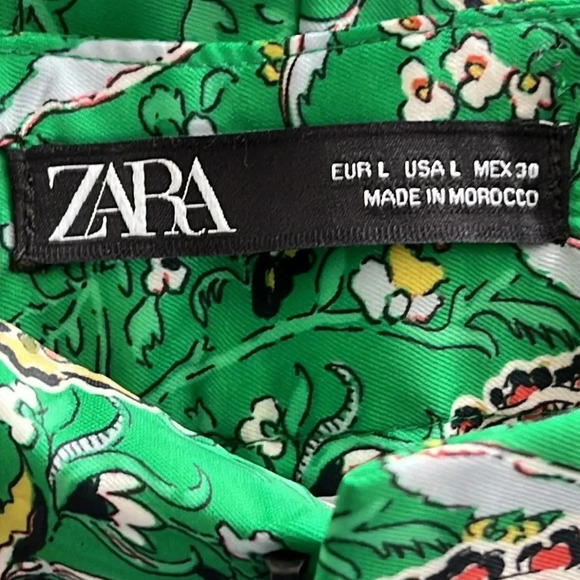 ZARA
EUR L USA L MEX 30
MADE IN MOROCCO